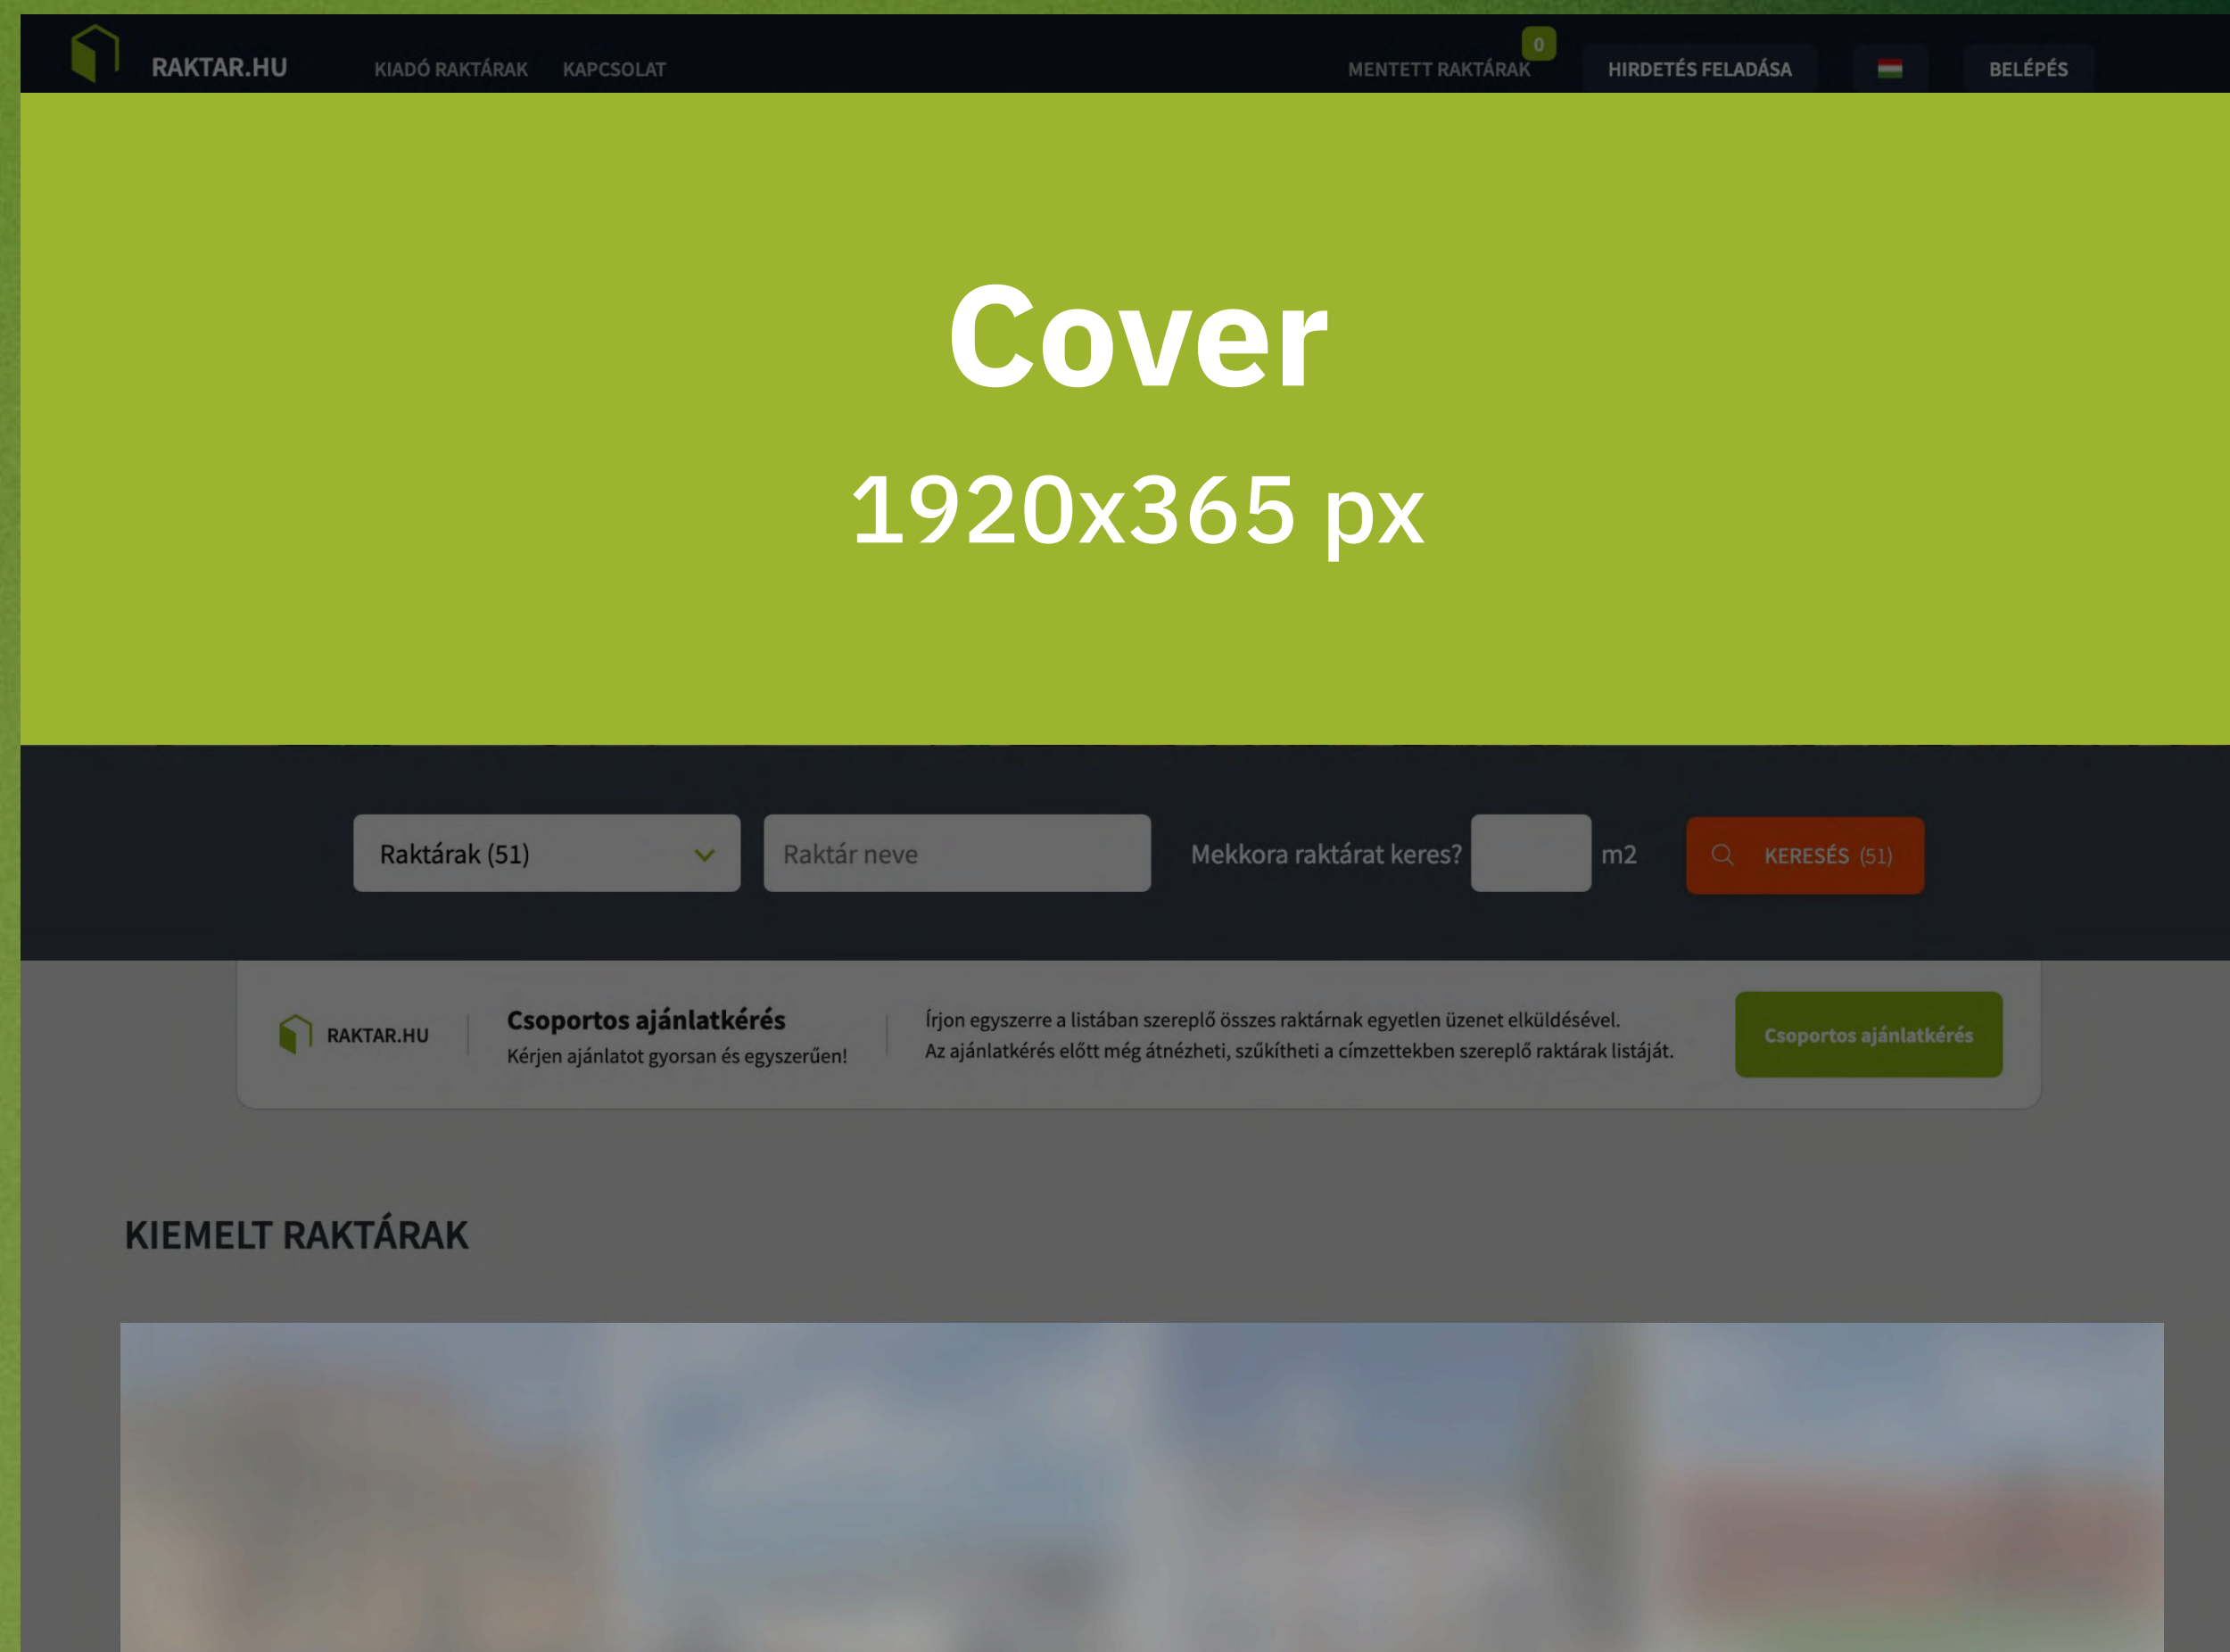 RAKTAR.HU
KIADÓ RAKTÁRAK
KAPCSOLAT
MENTETT RAKTÁRAK
0
HIRDETÉS FELADÁSA
BELÉPÉS
Cover
1920x365 px
Raktárak (51)
Raktár neve
Mekkora raktárat keres?
m2
KERESÉS (51)
RAKTAR.HU
Csoportos ajánlatkérés
Kérjen ajánlatot gyorsan és egyszerűen!
Írjon egyszerre a listában szereplő összes raktárnak egyetlen üzenet elküldésével.
Az ajánlatkérés előtt még átnézheti, szűkítheti a címzettekben szereplő raktárak listáját.
Csoportos ajánlatkérés
KIEMELT RAKTÁRAK